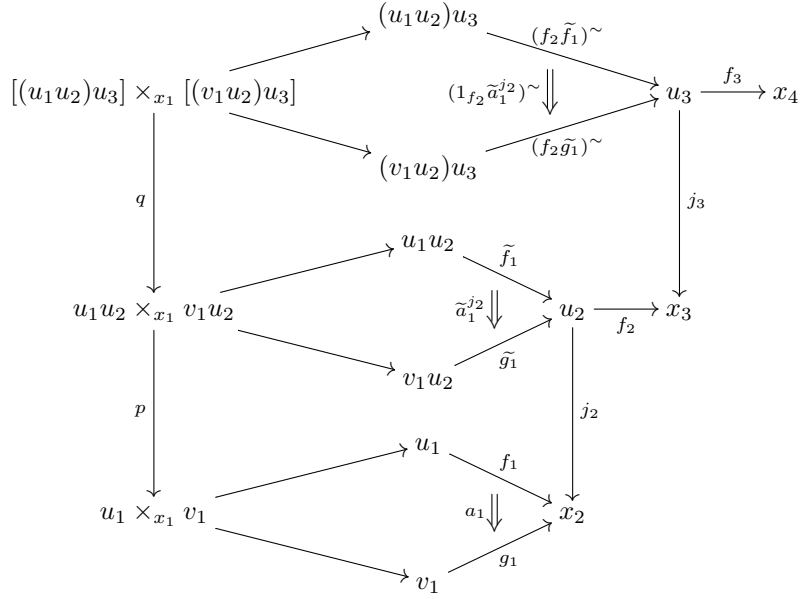 $(u_1u_2)u_3$
$(f_2\widetilde{f}_1)^\sim$
$[(u_1u_2)u_3] \times_{x_1} [(v_1u_2)u_3]$
$(1_{f_2}\widetilde{a}_1^{j_2})^\sim$
$u_3$
$f_3$
$x_4$
$(f_2\widetilde{g_1})^\sim$
$(v_1u_2)u_3$
$q$
$j_3$
$u_1u_2$
$\widetilde{f}_1$
$u_1u_2 \times_{x_1} v_1u_2$
$\widetilde{a}_1^{j_2}$
$u_2$
$f_2$
$x_3$
$\widetilde{g_1}$
$v_1u_2$
$p$
$j_2$
$u_1$
$f_1$
$u_1 \times_{x_1} v_1$
$a_1$
$x_2$
$g_1$
$v_1$